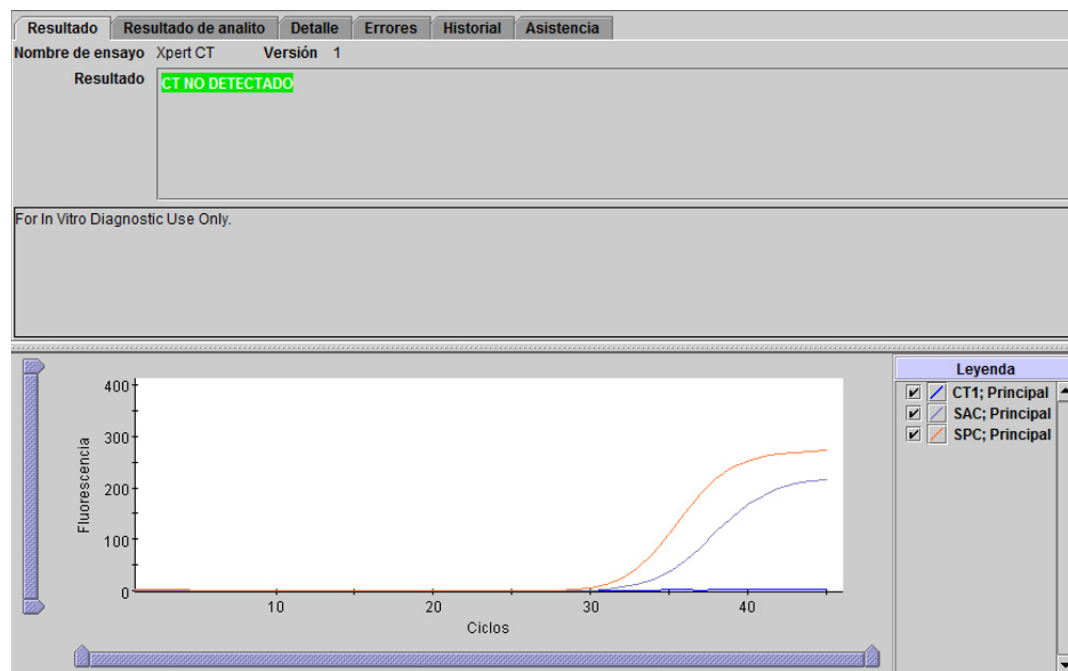 Resultado Resultado de analito Detalle Errores Historial Asistencia
Nombre de ensayo Xpert CT Versión 1
Resultado CT NO DETECTADO
For In Vitro Diagnostic Use Only.
Leyenda
CT1; Principal
SAC; Principal
SPC; Principal
400
300
200
100
0
Fluorescencia
10 20 30 40
Ciclos